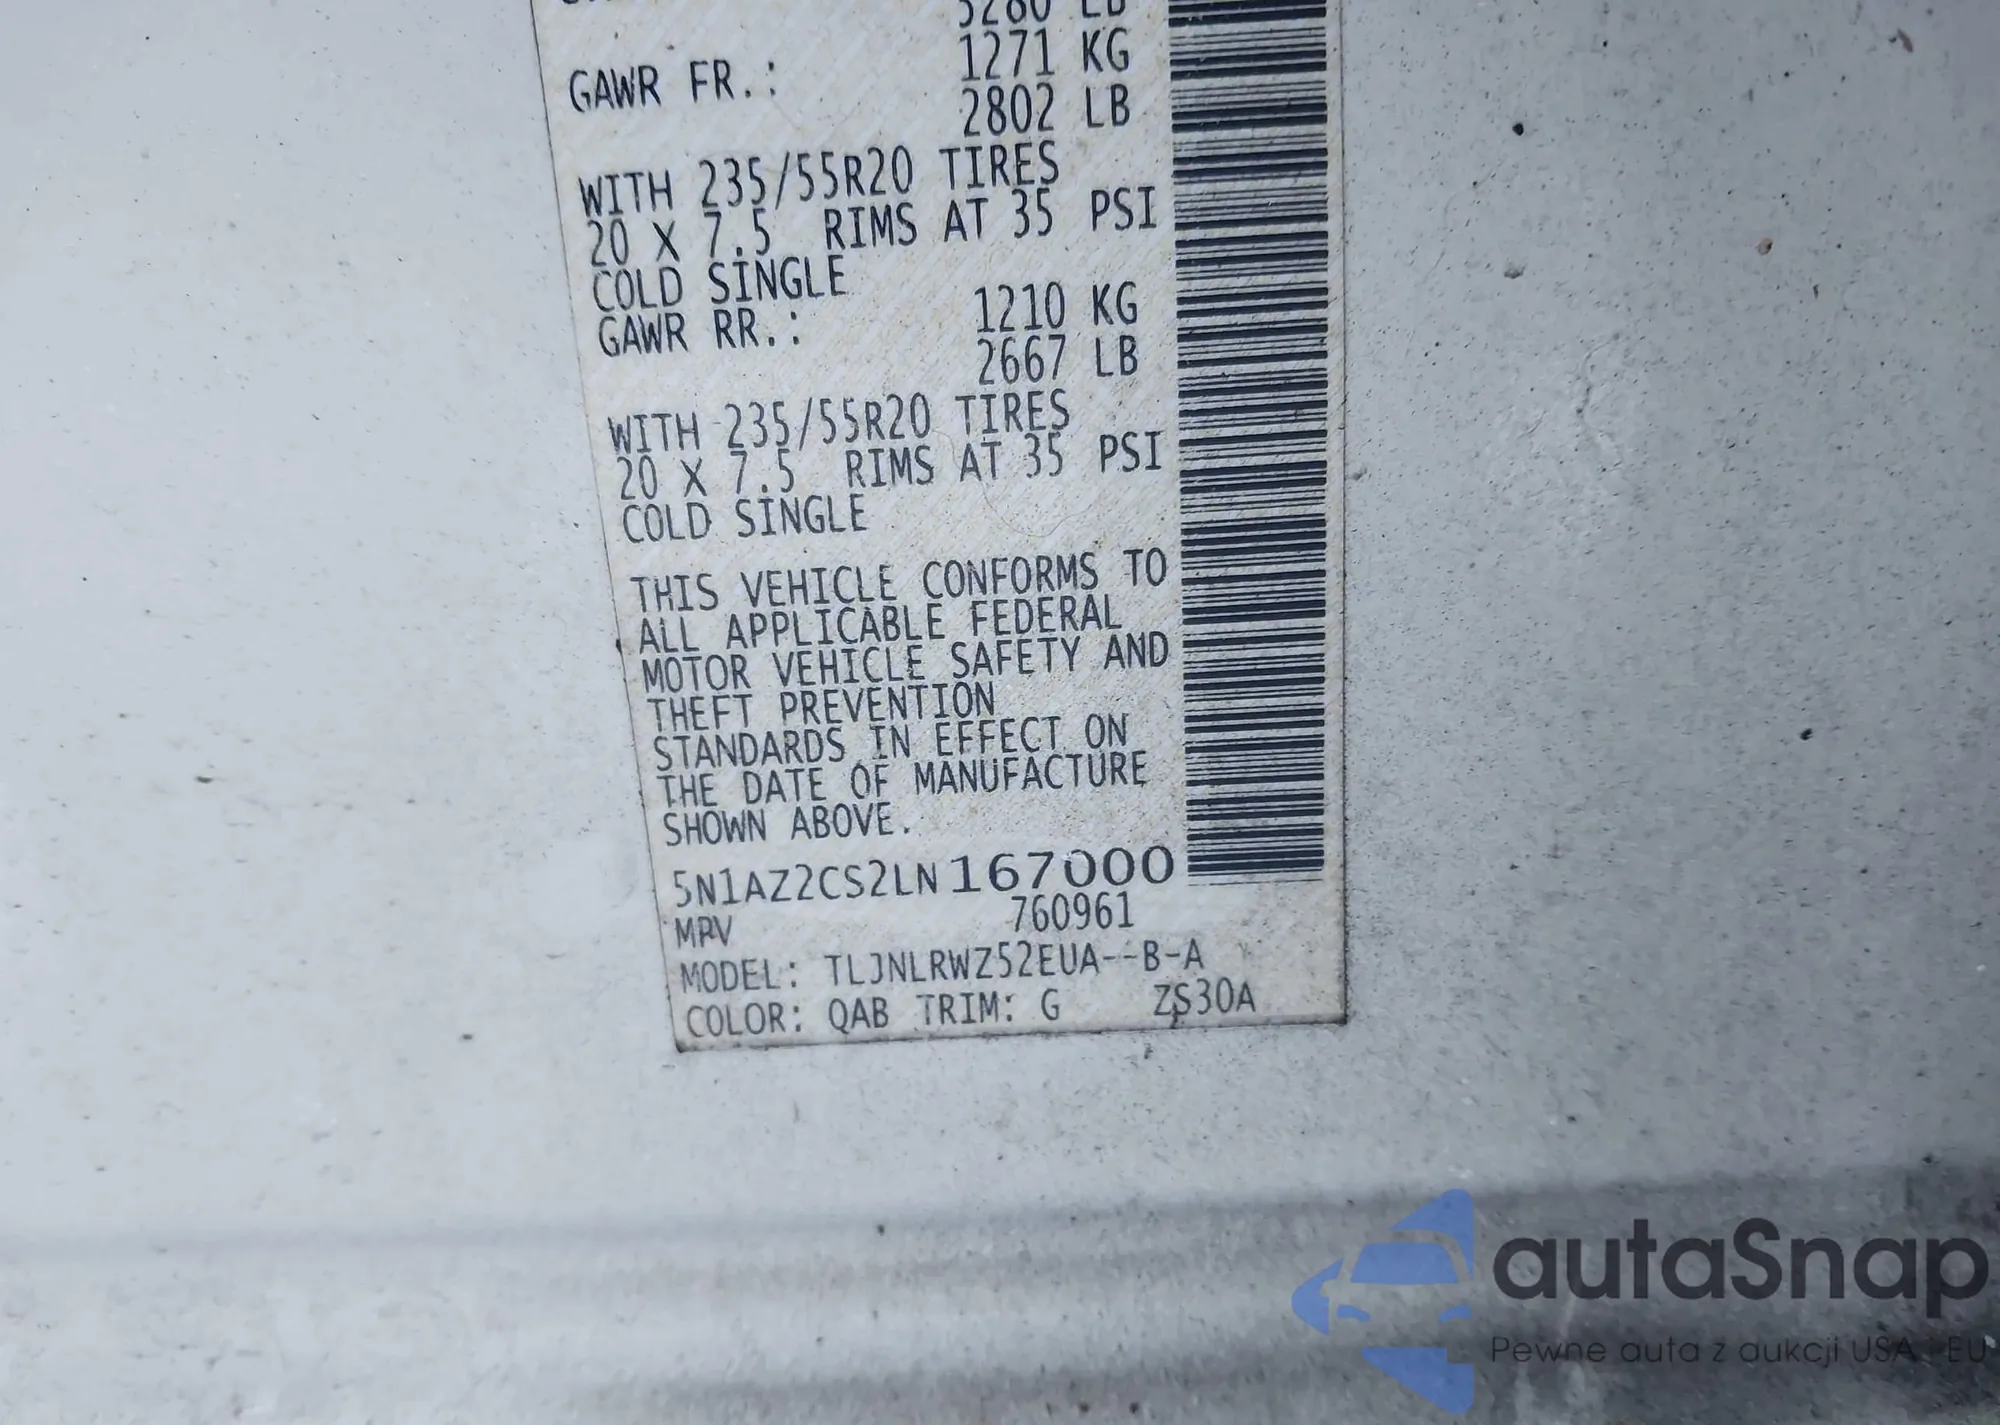 5280 LB
GAWR FR.: 1271 KG
2802 LB
WITH 235/55R20 TIRES
20 X 7.5 RIMS AT 35 PSI
COLD SINGLE
GAWR RR.: 1210 KG
2667 LB
WITH 235/55R20 TIRES
20 X 7.5 RIMS AT 35 PSI
COLD SINGLE
THIS VEHICLE CONFORMS TO
ALL APPLICABLE FEDERAL
MOTOR VEHICLE SAFETY AND
THEFT PREVENTION
STANDARDS IN EFFECT ON
THE DATE OF MANUFACTURE
SHOWN ABOVE.
5N1AZ2CS2LN167000
MPV 760961
MODEL: TLJNLRWZ52EUA--B-A
COLOR: QAB TRIM: G ZS30A
autaSnap
Pewne auta z aukcji USA i EU